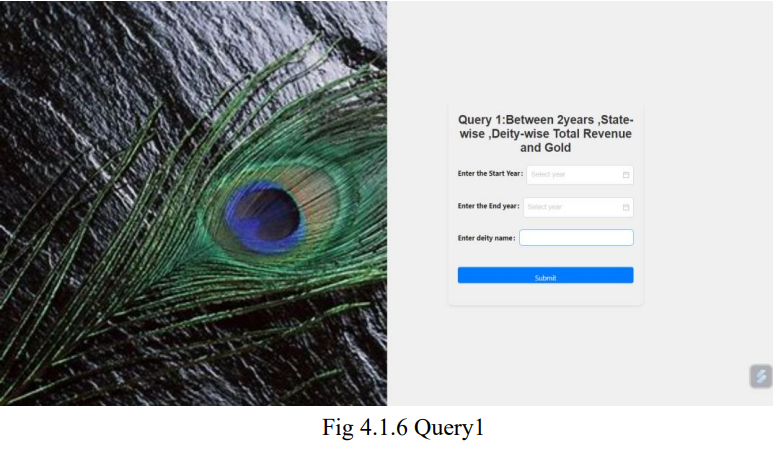 Query 1:Between 2years ,State-
wise ,Deity-wise Total Revenue
and Gold
Enter the Start Year: Select year
Enter the End year: Select year
Enter deity name:
Submit
Fig 4.1.6 Query1